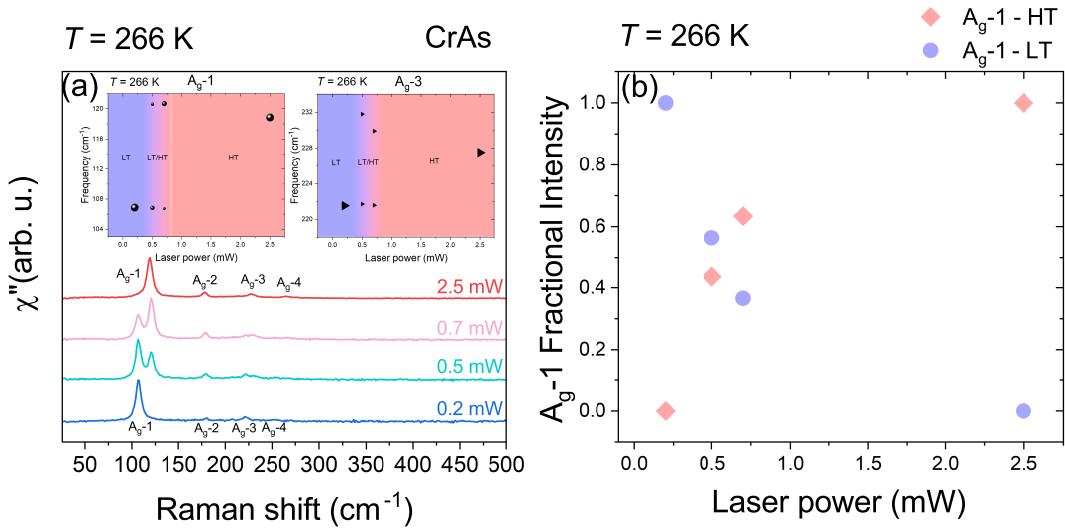 T = 266 K
CrAs
(a)
T = 266 K
Ag-1
Frequency (cm-1)
120
116
112
108
104
LT
LT/HT
HT
0.0 0.5 1.0 1.5 2.0 2.5
Laser power (mW)
T = 266 K
Ag-3
Frequency (cm-1)
232
228
224
220
LT
LT/HT
HT
0.0 0.5 1.0 1.5 2.0 2.5
Laser power (mW)
χ"(arb. u.)
Ag-1
Ag-2
Ag-3
Ag-4
2.5 mW
0.7 mW
0.5 mW
0.2 mW
Ag-1
Ag-2
Ag-3
Ag-4
50 100 150 200 250 300 350 400 450 500
Raman shift (cm-1)
T = 266 K
Ag-1 - HT
Ag-1 - LT
(b)
Ag-1 Fractional Intensity
1.0
0.8
0.6
0.4
0.2
0.0
0.0 0.5 1.0 1.5 2.0 2.5
Laser power (mW)